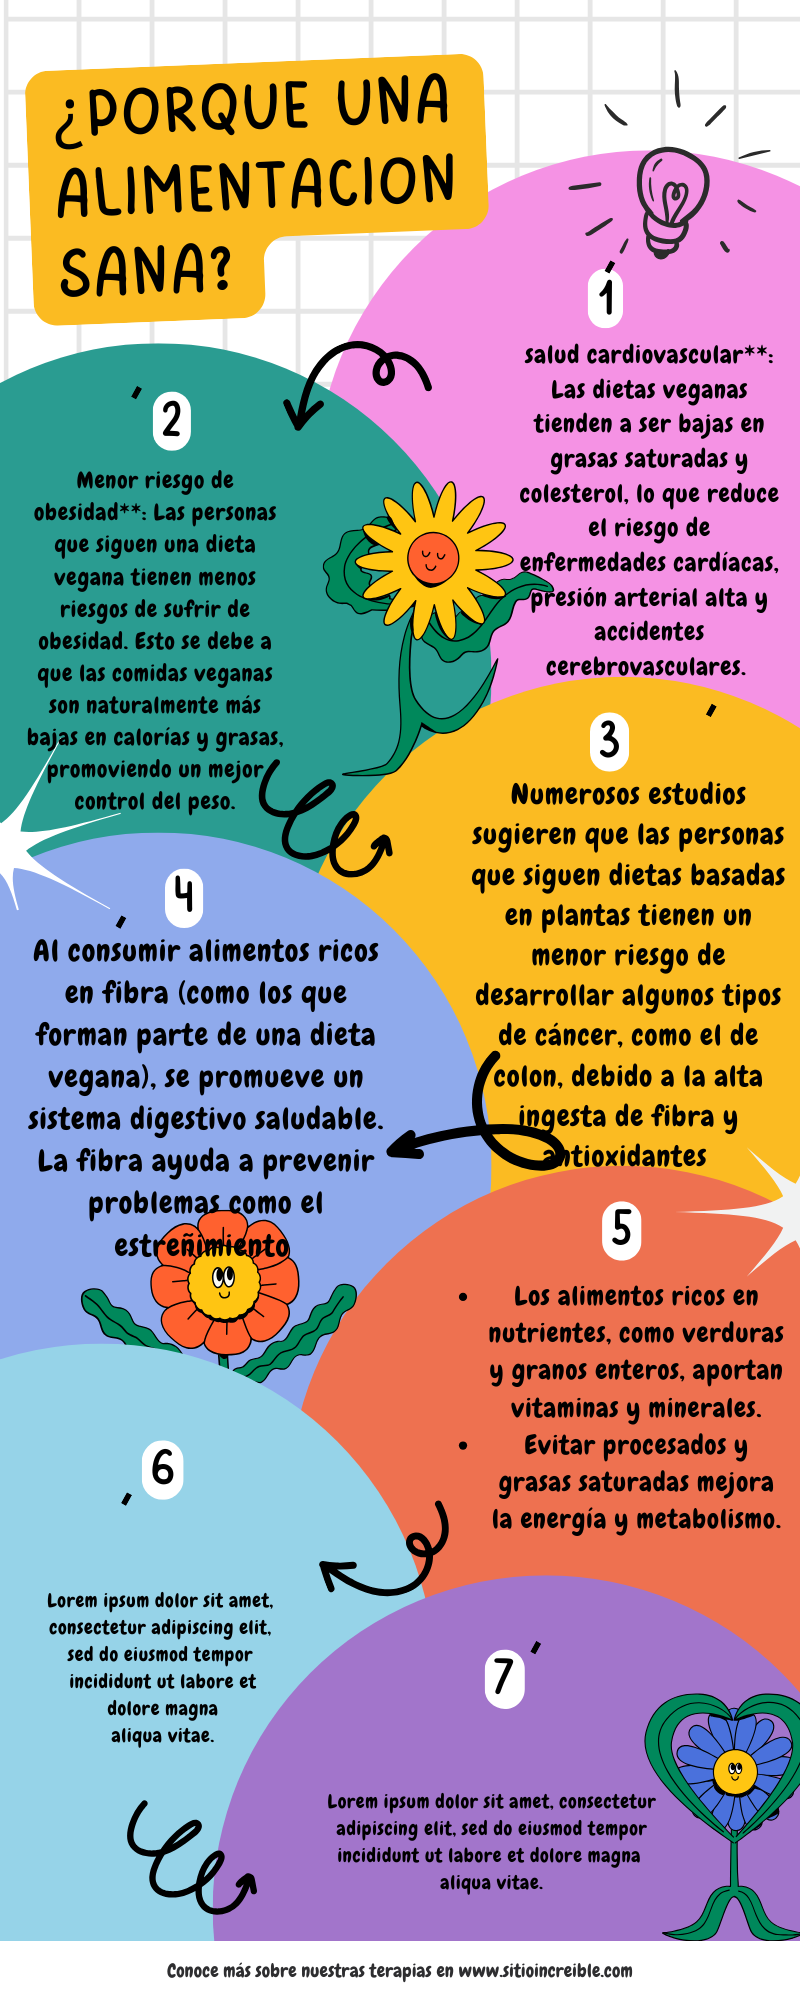 ¿PORQUE UNA
ALIMENTACION
SANA?
1
salud cardiovascular**:
Las dietas veganas
tienden a ser bajas en
grasas saturadas y
colesterol, lo que reduce
el riesgo de
enfermedades cardíacas,
presión arterial alta y
accidentes
cerebrovasculares.
2
Menor riesgo de
obesidad**: Las personas
que siguen una dieta
vegana tienen menos
riesgos de sufrir de
obesidad. Esto se debe a
que las comidas veganas
son naturalmente más
bajas en calorías y grasas,
promoviendo un mejor
control del peso.
3
Numerosos estudios
sugieren que las personas
que siguen dietas basadas
en plantas tienen un
menor riesgo de
desarrollar algunos tipos
de cáncer, como el de
colon, debido a la alta
ingesta de fibra y
antioxidantes
4
Al consumir alimentos ricos
en fibra (como los que
forman parte de una dieta
vegana), se promueve un
sistema digestivo saludable.
La fibra ayuda a prevenir
problemas como el
estreñimiento
5
• Los alimentos ricos en
nutrientes, como verduras
y granos enteros, aportan
vitaminas y minerales.
• Evitar procesados y
grasas saturadas mejora
la energía y metabolismo.
6
Lorem ipsum dolor sit amet,
consectetur adipiscing elit,
sed do eiusmod tempor
incididunt ut labore et
dolore magna
aliqua vitae.
7
Lorem ipsum dolor sit amet, consectetur
adipiscing elit, sed do eiusmod tempor
incididunt ut labore et dolore magna
aliqua vitae.
Conoce más sobre nuestras terapias en www.sitioincreible.com